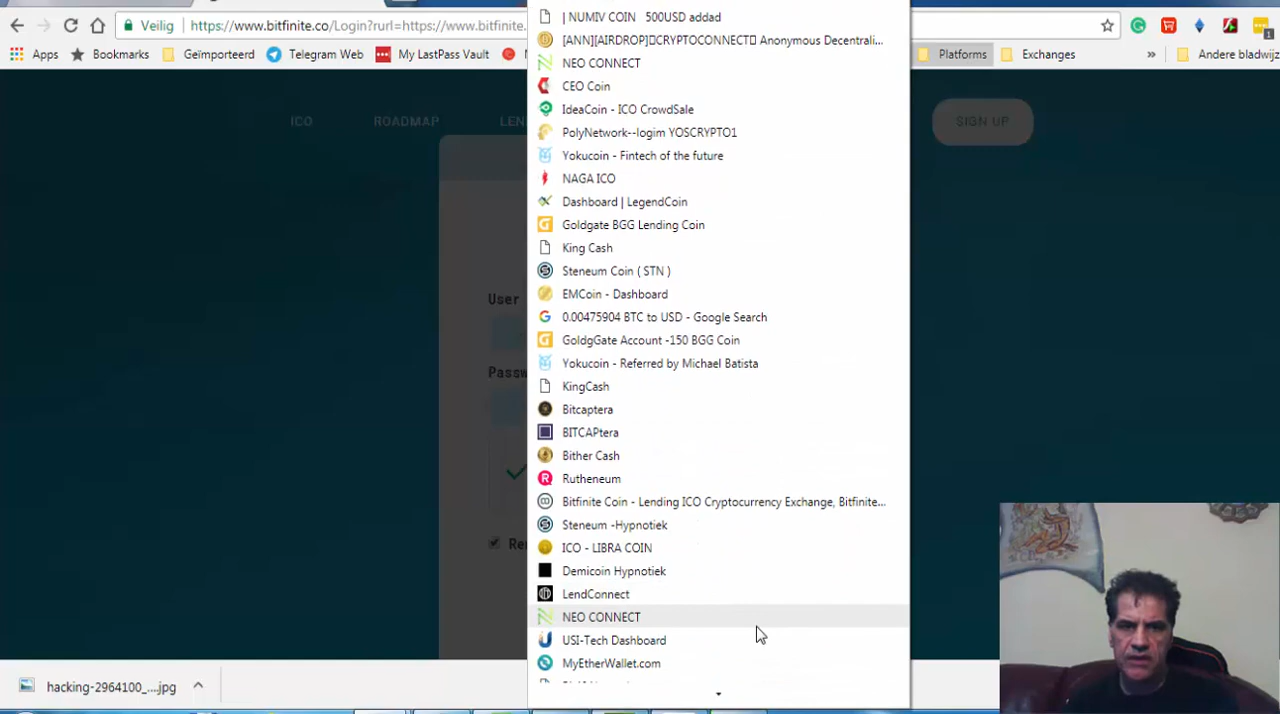 Veilig
https://www.bitfinite.co/Login?rurl=https://www.bitfinite.
Apps
Bookmarks
Geïmporteerd
Telegram Web
My LastPass Vault
Platforms
Exchanges
»
Andere bladwijz
ICO
ROADMAP
LEN
SIGN UP
User
Passw
Re
| NUMIV COIN 500USD addad
[ANN][AIRDROP]▯CRYPTOCONNECT▯ Anonymous Decentrali...
NEO CONNECT
CEO Coin
IdeaCoin - ICO CrowdSale
PolyNetwork--logim YOSCRYPTO1
Yokucoin - Fintech of the future
NAGA ICO
Dashboard | LegendCoin
Goldgate BGG Lending Coin
King Cash
Steneum Coin ( STN )
EMCoin - Dashboard
0.00475904 BTC to USD - Google Search
GoldgGate Account -150 BGG Coin
Yokucoin - Referred by Michael Batista
KingCash
Bitcaptera
BITCAPtera
Bither Cash
Rutheneum
Bitfinite Coin - Lending ICO Cryptocurrency Exchange, Bitfinite...
Steneum -Hypnotiek
ICO - LIBRA COIN
Demicoin Hypnotiek
LendConnect
NEO CONNECT
USI-Tech Dashboard
MyEtherWallet.com
hacking-2964100_....jpg